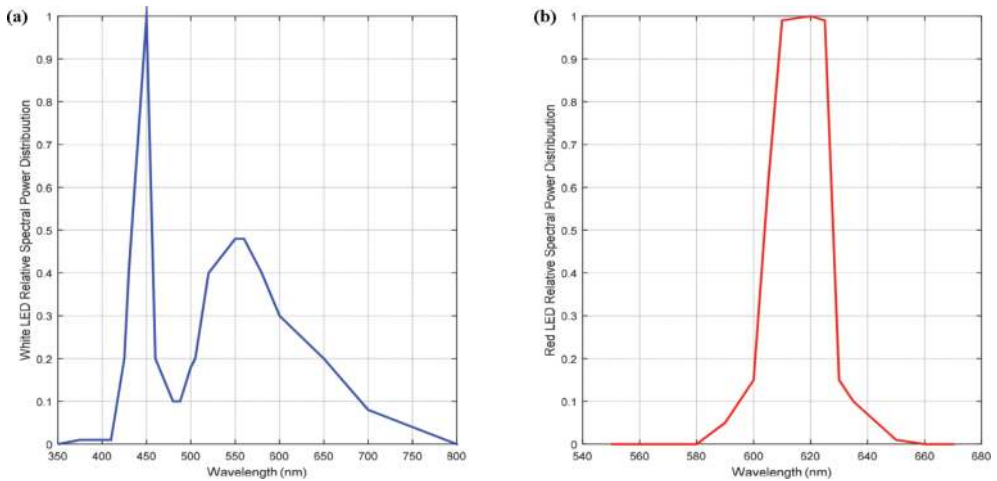 (a)
White LED Relative Spectral Power Distribuution
1
0.9
0.8
0.7
0.6
0.5
0.4
0.3
0.2
0.1
0
350 400 450 500 550 600 650 700 750 800
Wavelength (nm)
(b)
Red LED Relative Spectral Power Distribuution
1
0.9
0.8
0.7
0.6
0.5
0.4
0.3
0.2
0.1
0
540 560 580 600 620 640 660 680
Wavelength (nm)